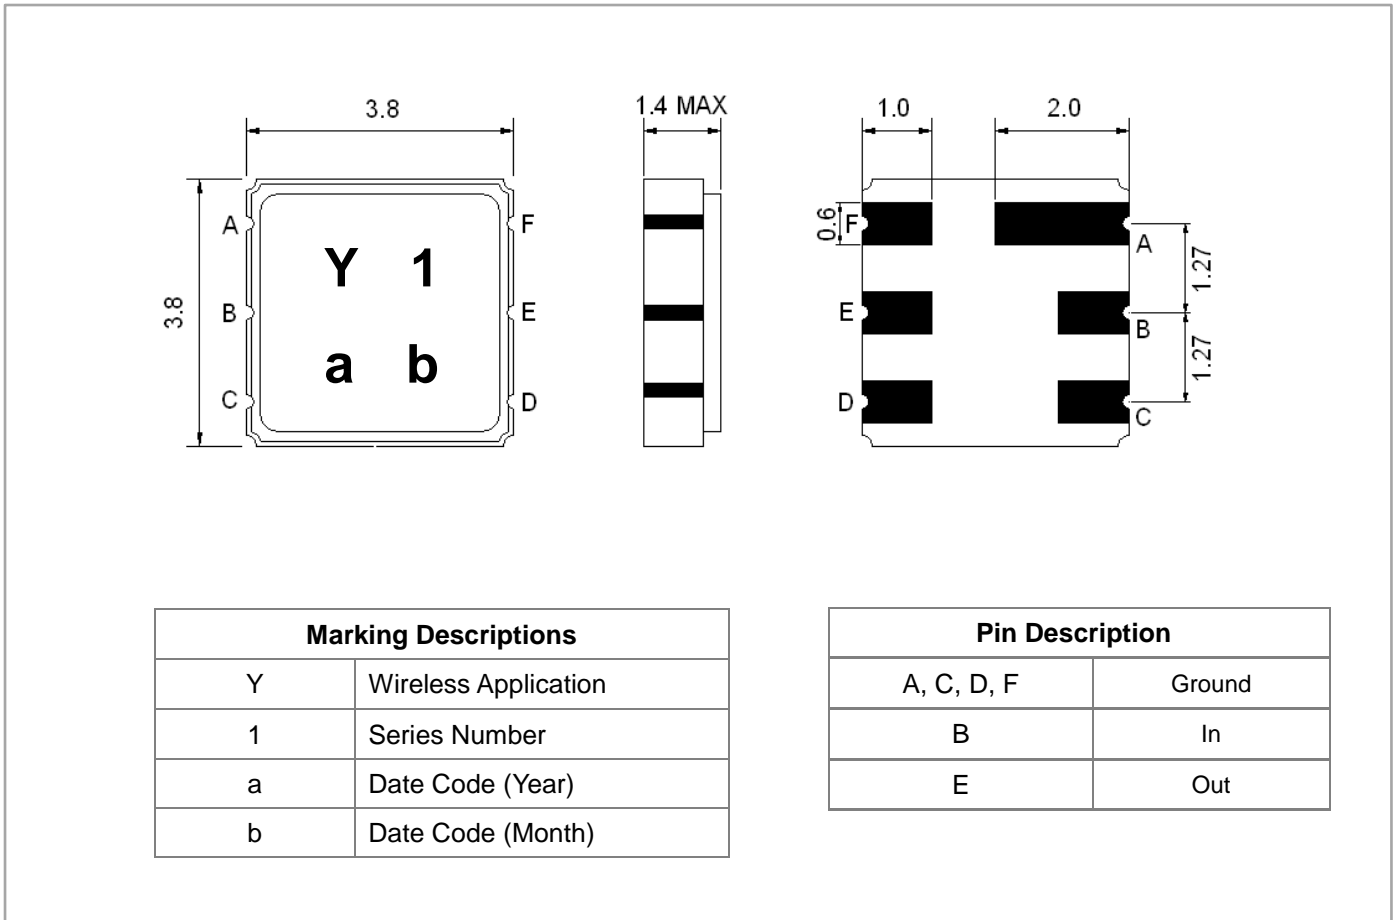 3.8
1.4 MAX
1.0
2.0
A
F
0.6
F
A
Y 1
1.27
3.8
B
E
E
B
a b
1.27
C
D
D
C
Marking Descriptions
Y Wireless Application
1 Series Number
a Date Code (Year)
b Date Code (Month)
Pin Description
A, C, D, F Ground
B In
E Out